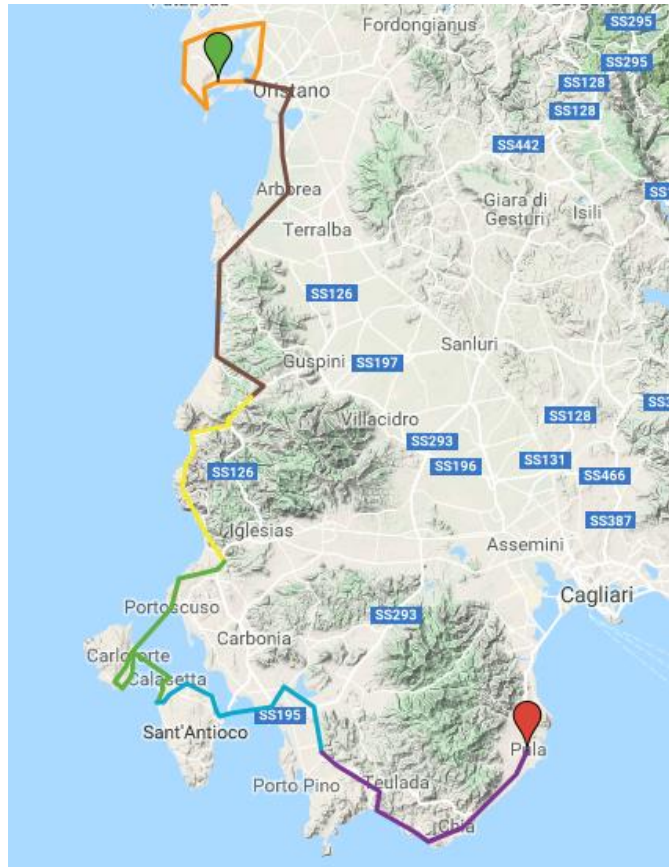 Fordongianus
SS295
SS295
SS128
SS128
Oristano
SS442
Arborea
Giara di
Gesturi
Isili
Terralba
SS126
Sanluri
Guspini
SS197
Villacidro
SS128
SS293
SS196
SS131
SS466
SS126
SS387
Iglesias
Assemini
Cagliari
Portoscuso
SS293
Carbonia
Carloforte
Calasetta
SS195
Sant'Antioco
Pula
Porto Pino
Teulada
Chia